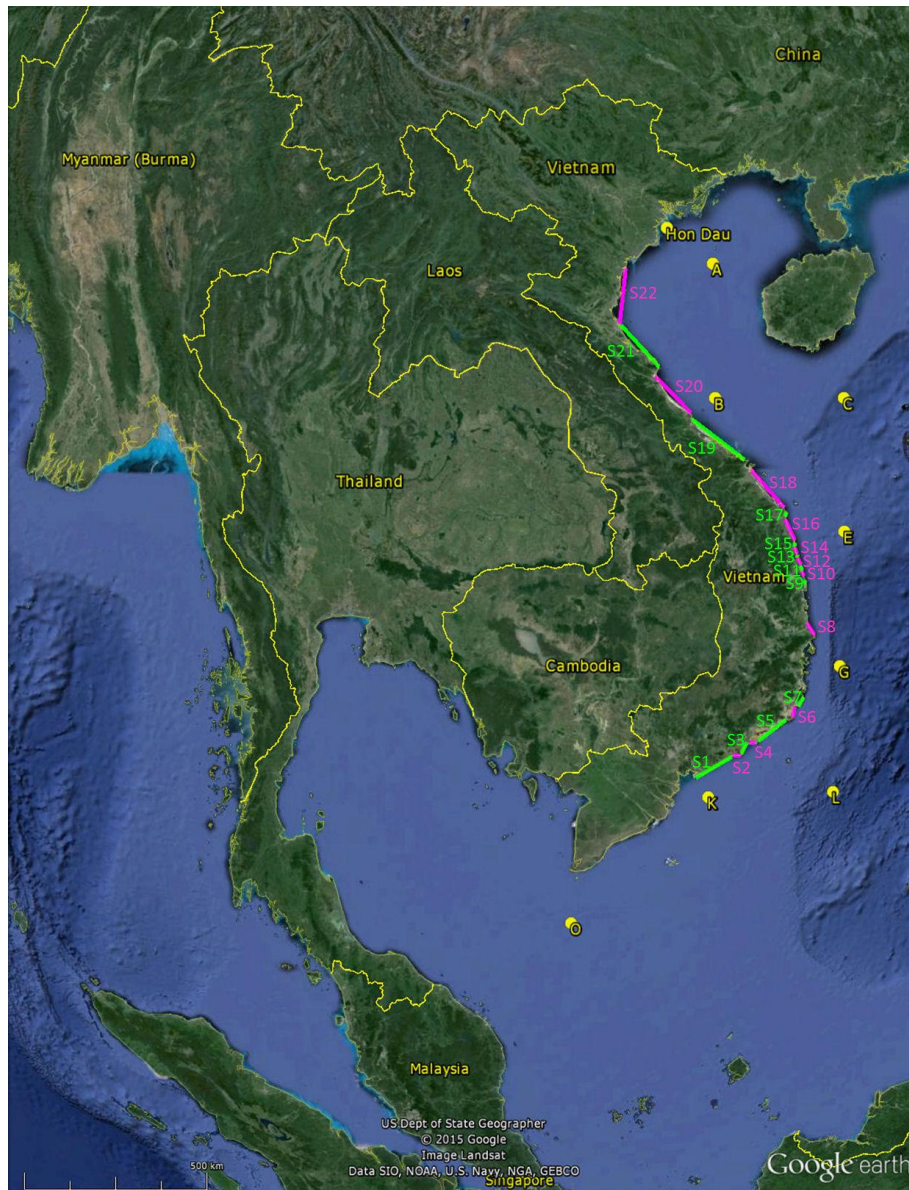 China
Myanmar (Burma)
Vietnam
Hon Dau
A
Laos
S22
S21
S20
B
C
S19
Thailand
S18
S17
S16
E
S15
S14
S13
S12
S11
S10
Vietnam
S9
S8
Cambodia
G
S7
S6
S5
S3
S4
S1
S2
L
K
O
Malaysia
US Dept of State Geographer
© 2015 Google
Image Landsat
500 km
Data SIO, NOAA, U.S. Navy, NGA, GEBCO
Singapore
Google earth